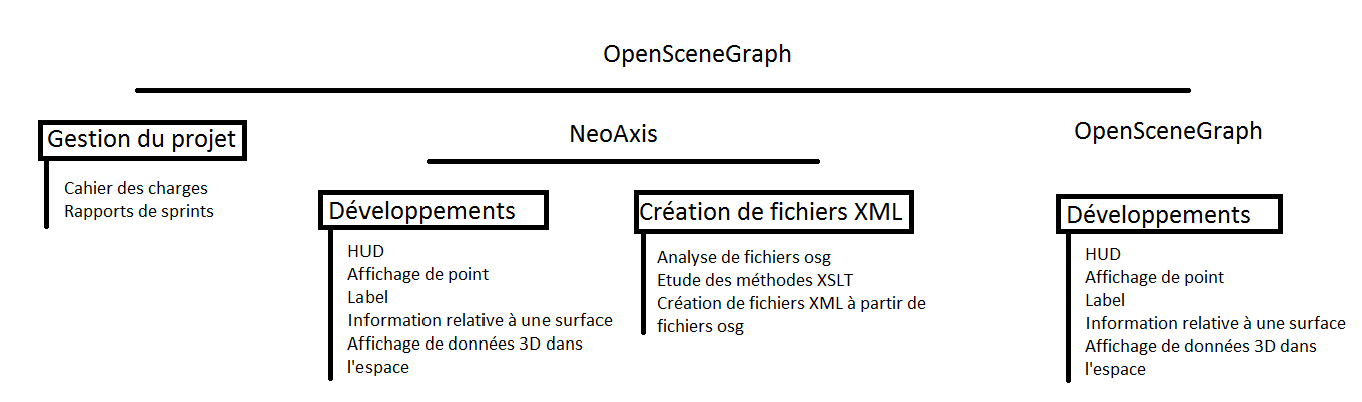 OpenSceneGraph
Gestion du projet
Cahier des charges
Rapports de sprints
NeoAxis
Développements
HUD
Affichage de point
Label
Information relative à une surface
Affichage de données 3D dans
l'espace
Création de fichiers XML
Analyse de fichiers osg
Etude des méthodes XSLT
Création de fichiers XML à partir de
fichiers osg
OpenSceneGraph
Développements
HUD
Affichage de point
Label
Information relative à une surface
Affichage de données 3D dans
l'espace